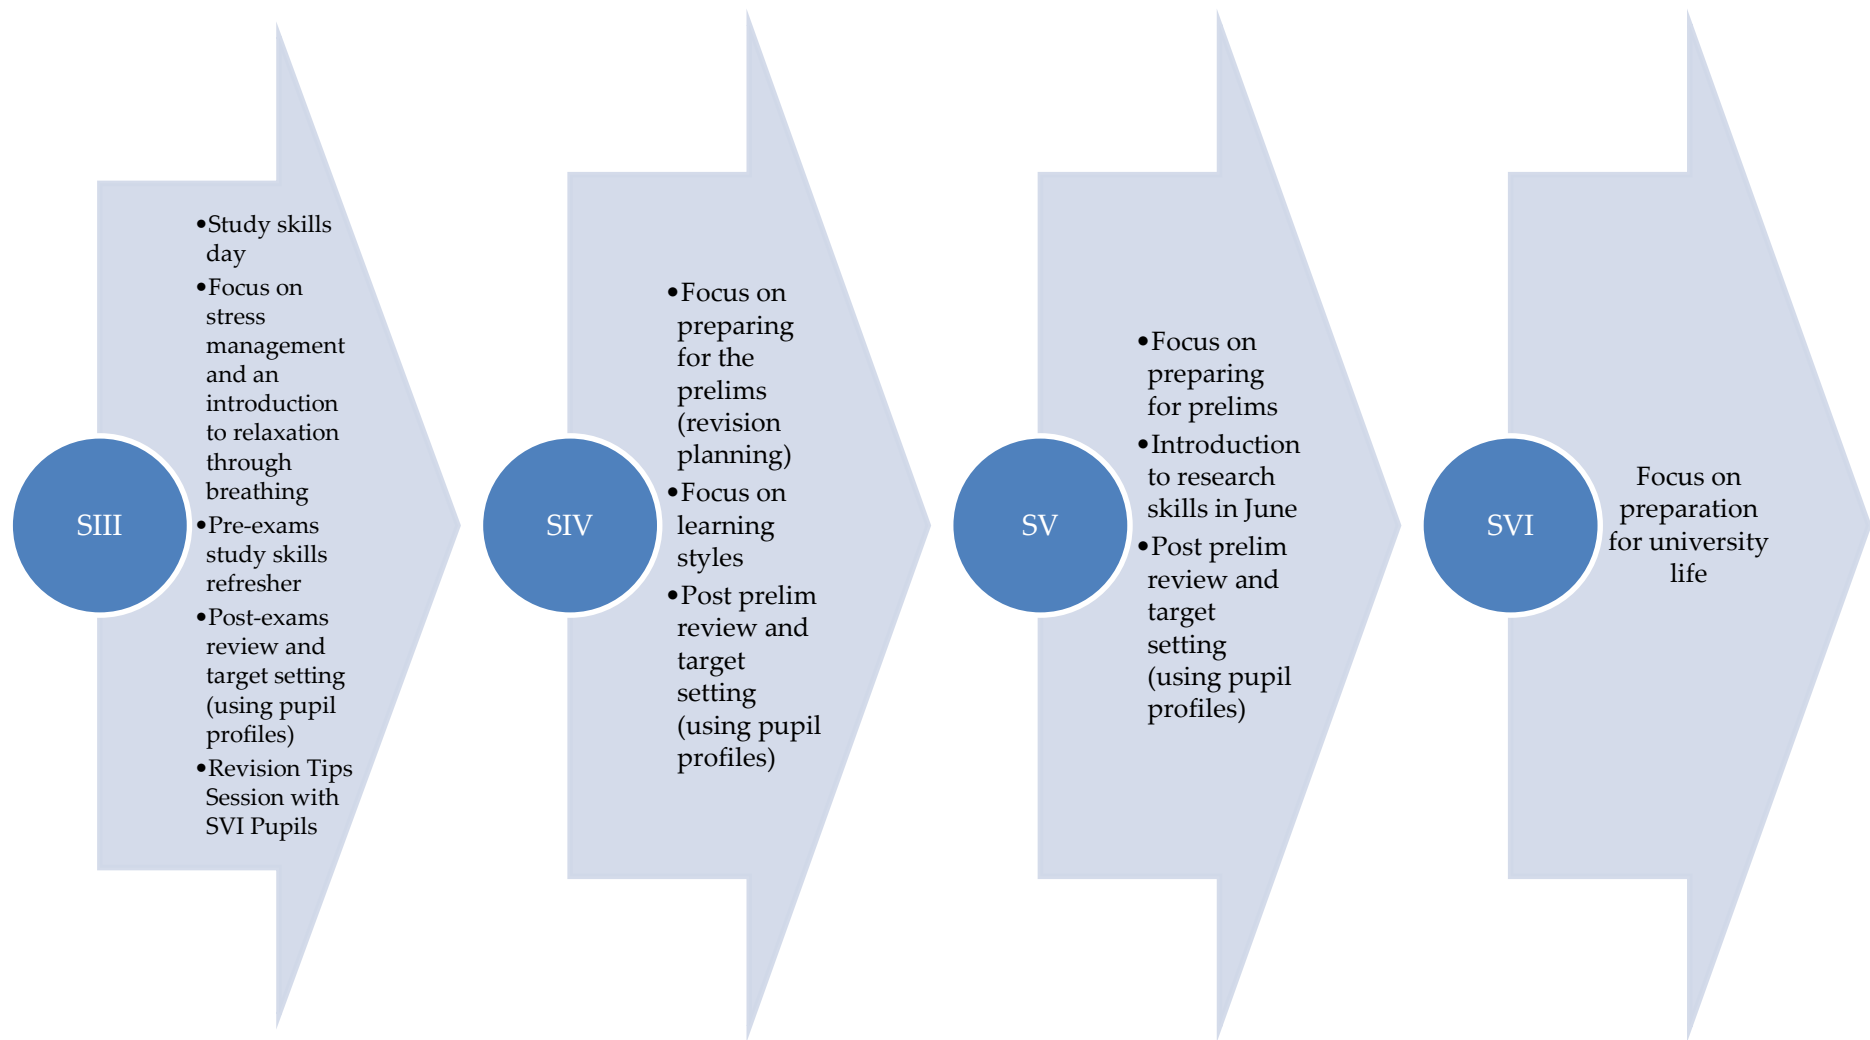 SIII
•Study skills
day
•Focus on
stress
management
and an
introduction
to relaxation
through
breathing
•Pre-exams
study skills
refresher
•Post-exams
review and
target setting
(using pupil
profiles)
•Revision Tips
Session with
SVI Pupils
SIV
•Focus on
preparing
for the
prelims
(revision
planning)
•Focus on
learning
styles
•Post prelim
review and
target
setting
(using pupil
profiles)
SV
•Focus on
preparing
for prelims
•Introduction
to research
skills in June
•Post prelim
review and
target
setting
(using pupil
profiles)
SVI
Focus on
preparation
for university
life